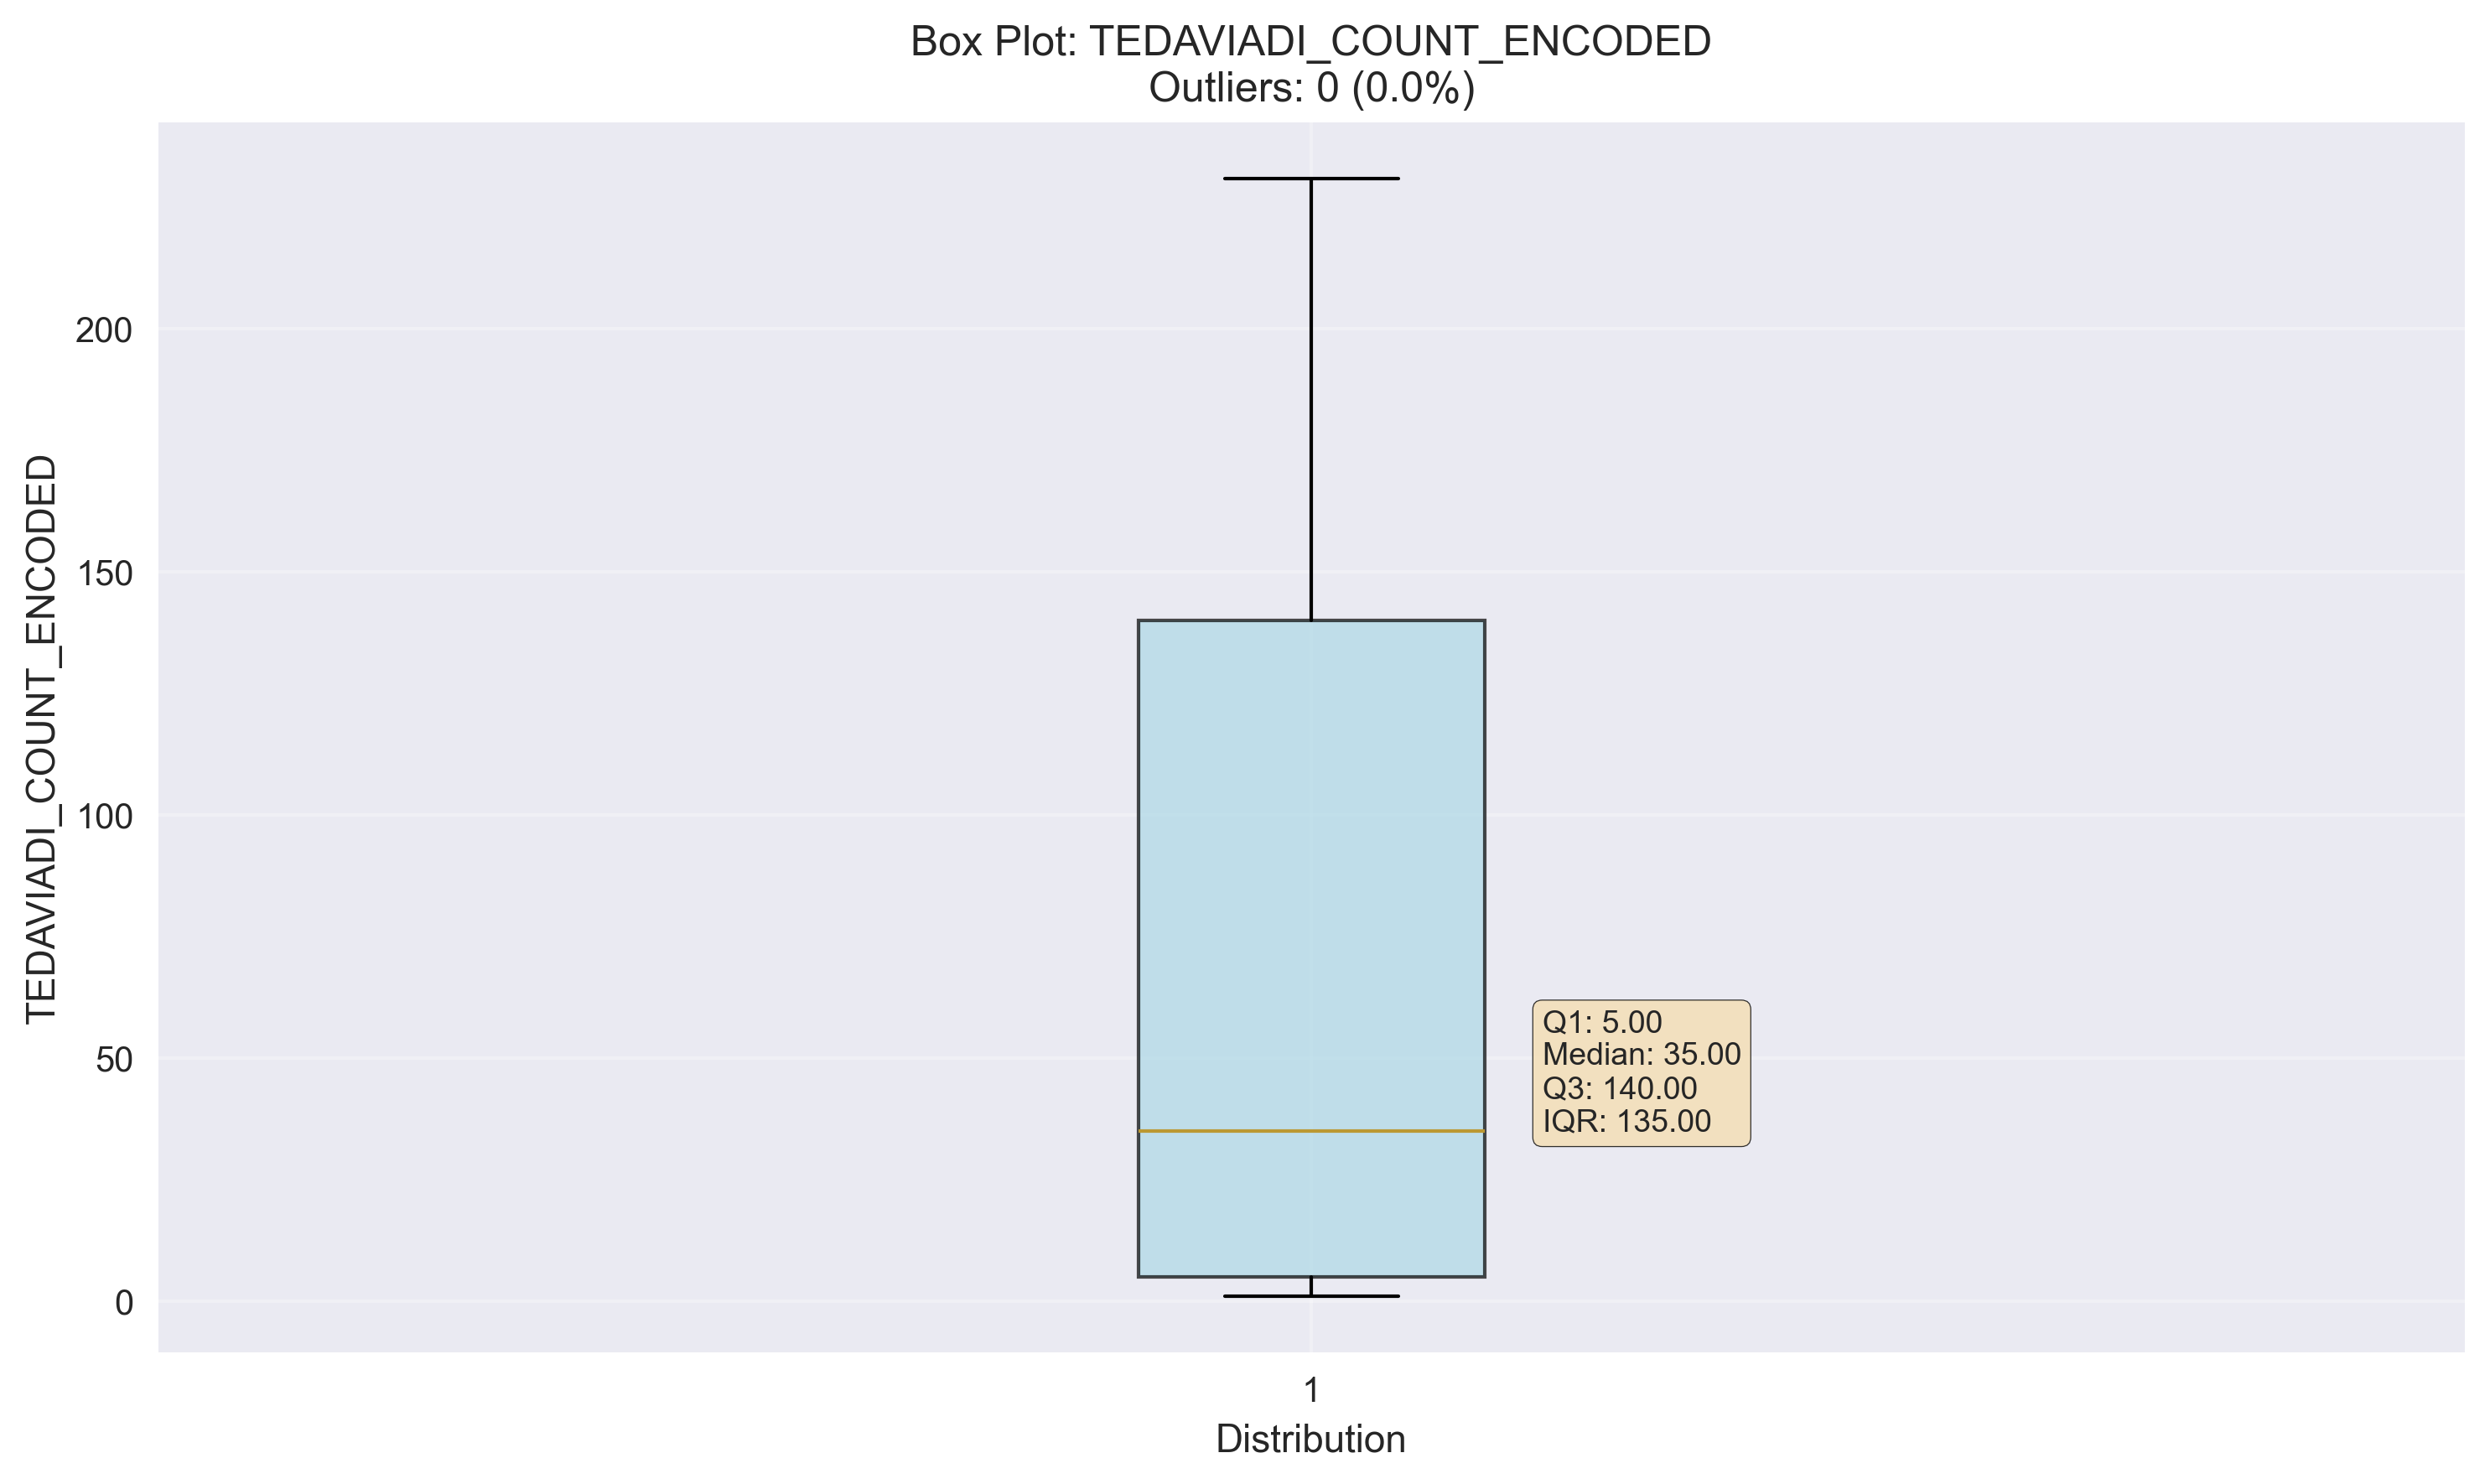 Box Plot: TEDAVIADI_COUNT_ENCODED
Outliers: 0 (0.0%)
TEDAVIADI_COUNT_ENCODED
200
150
100
50
0
Q1: 5.00
Median: 35.00
Q3: 140.00
IQR: 135.00
1
Distribution